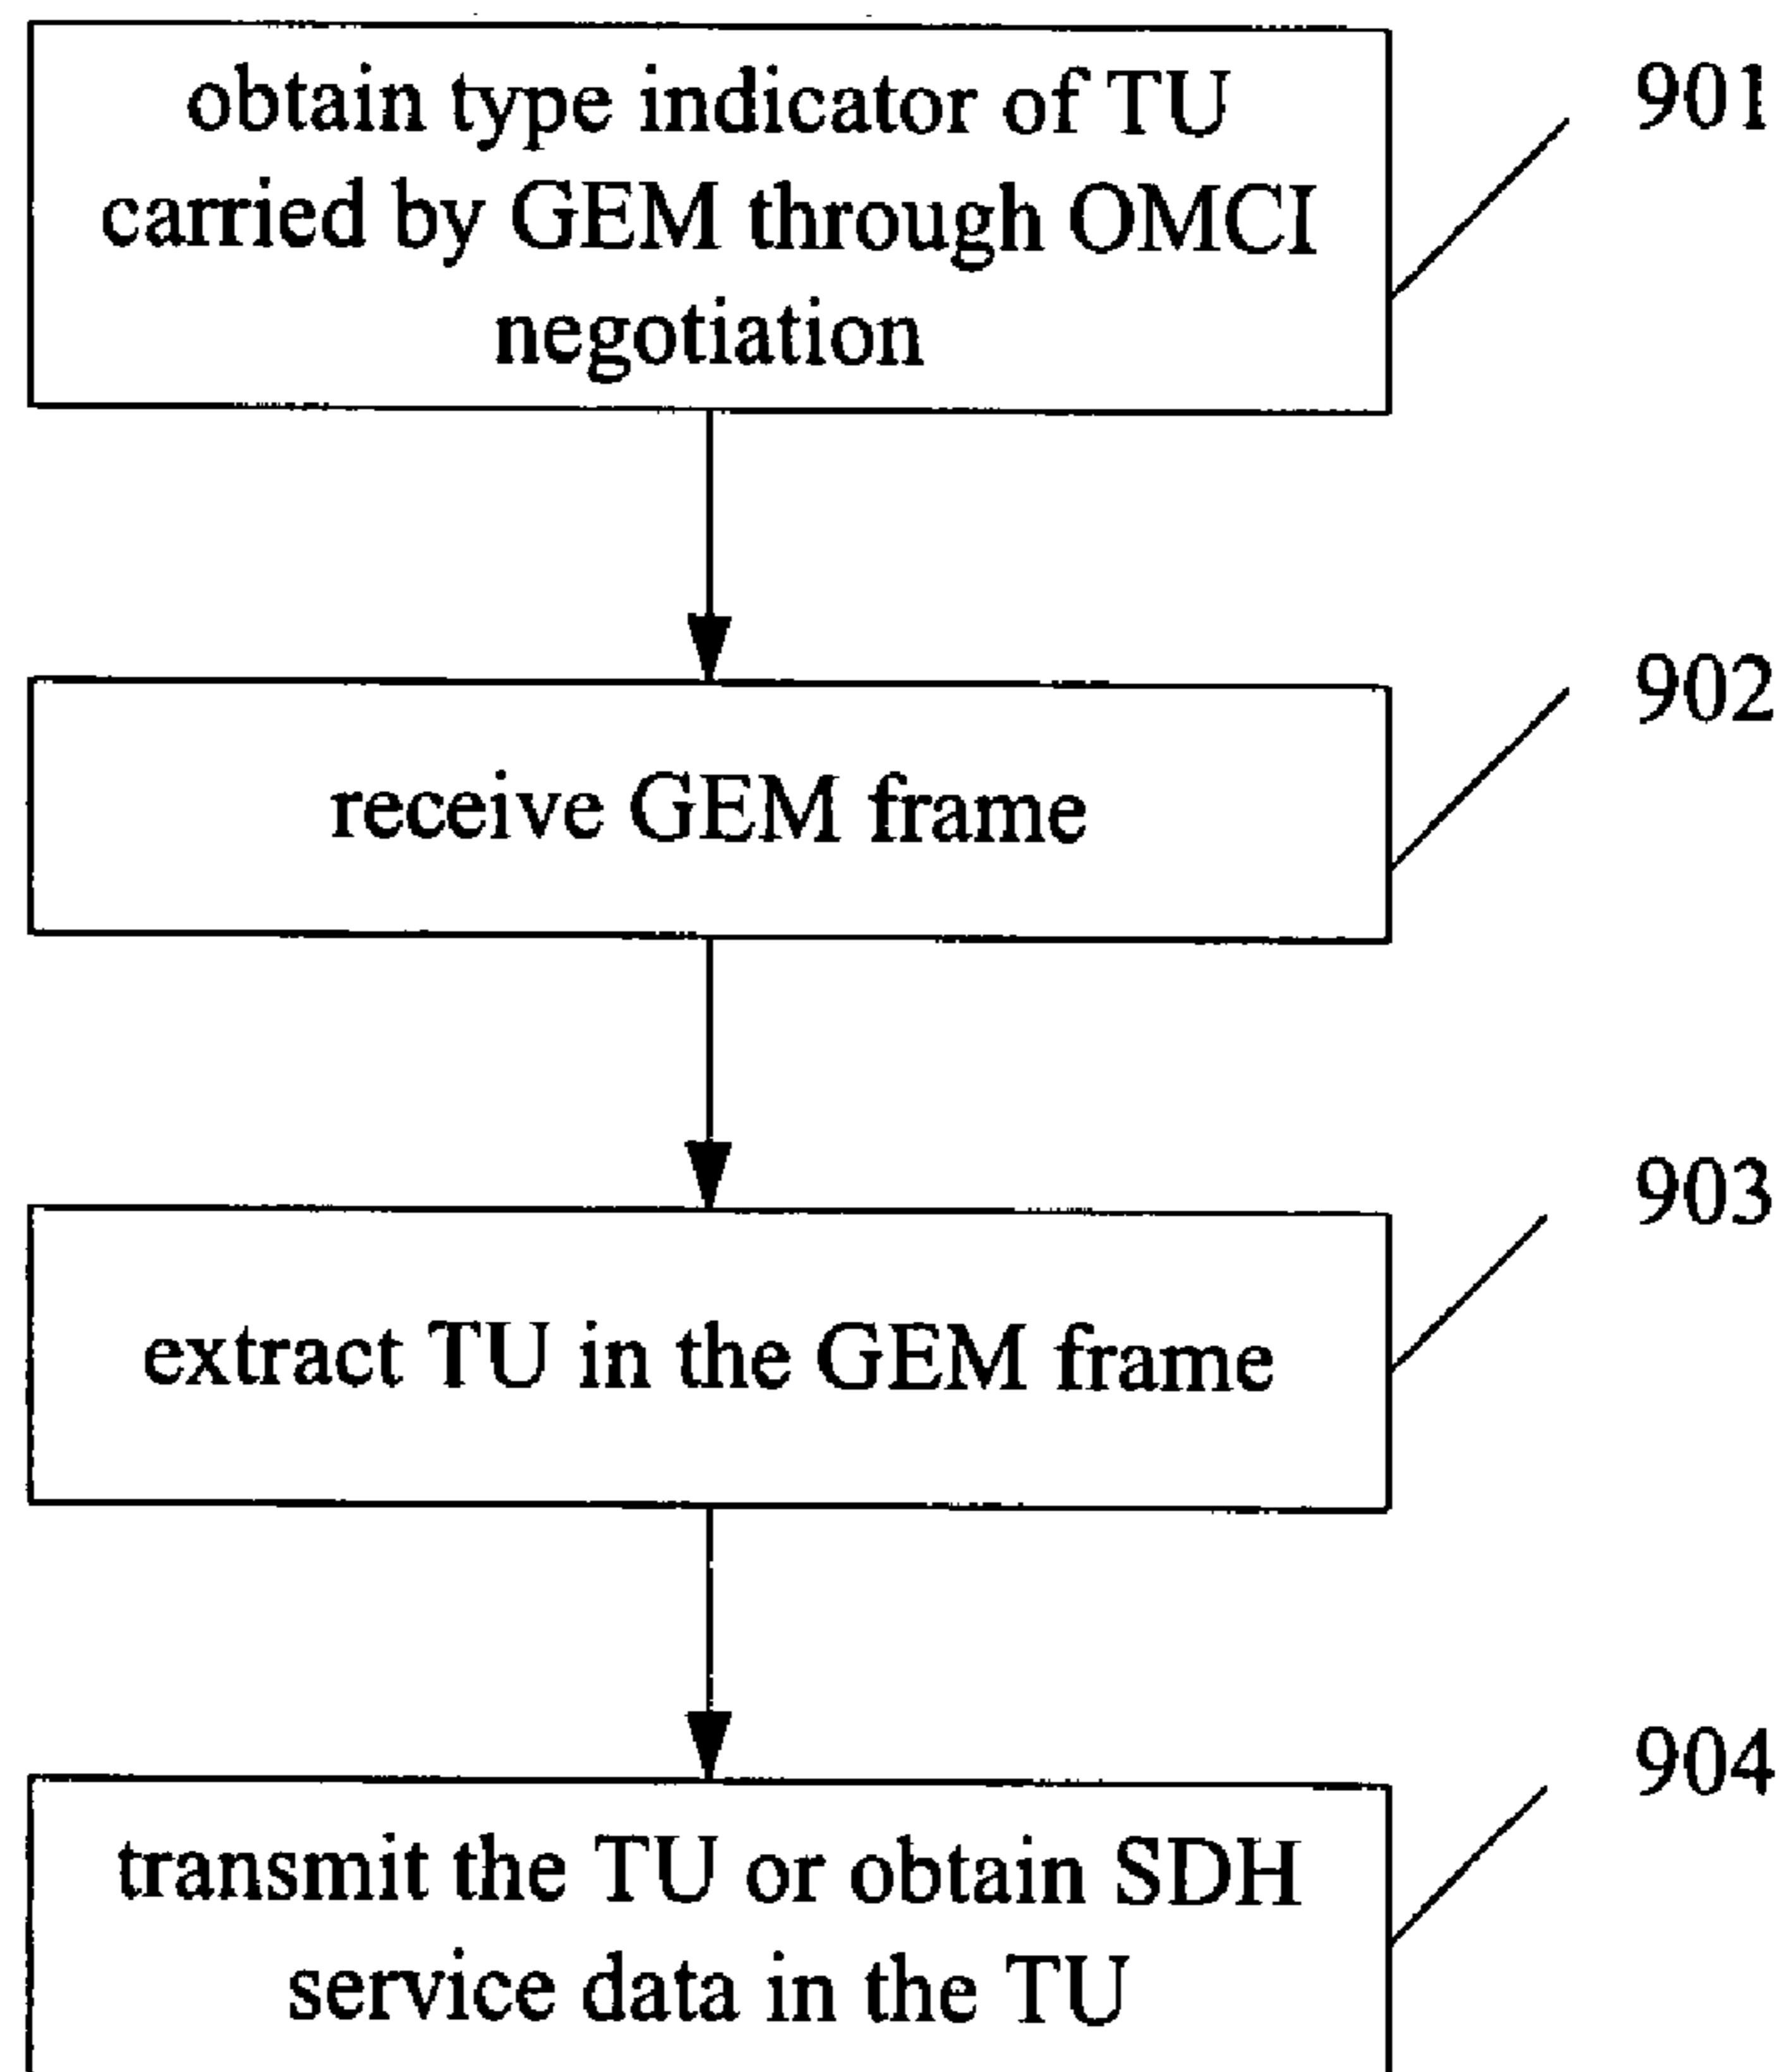 obtain type indicator of TU
carried by GEM through OMCI
negotiation
901
receive GEM frame
902
extract TU in the GEM frame
903
transmit the TU or obtain SDH
service data in the TU
904